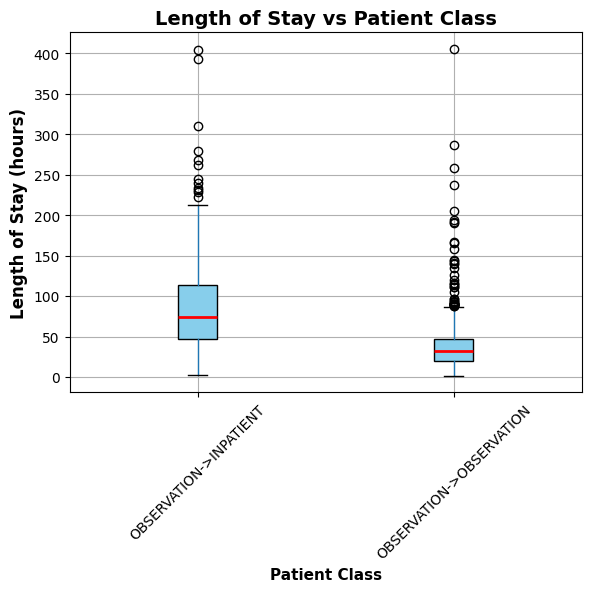 Length of Stay vs Patient Class
Length of Stay (hours)
400
350
300
250
200
150
100
50
0
OBSERVATION->INPATIENT
OBSERVATION->OBSERVATION
Patient Class